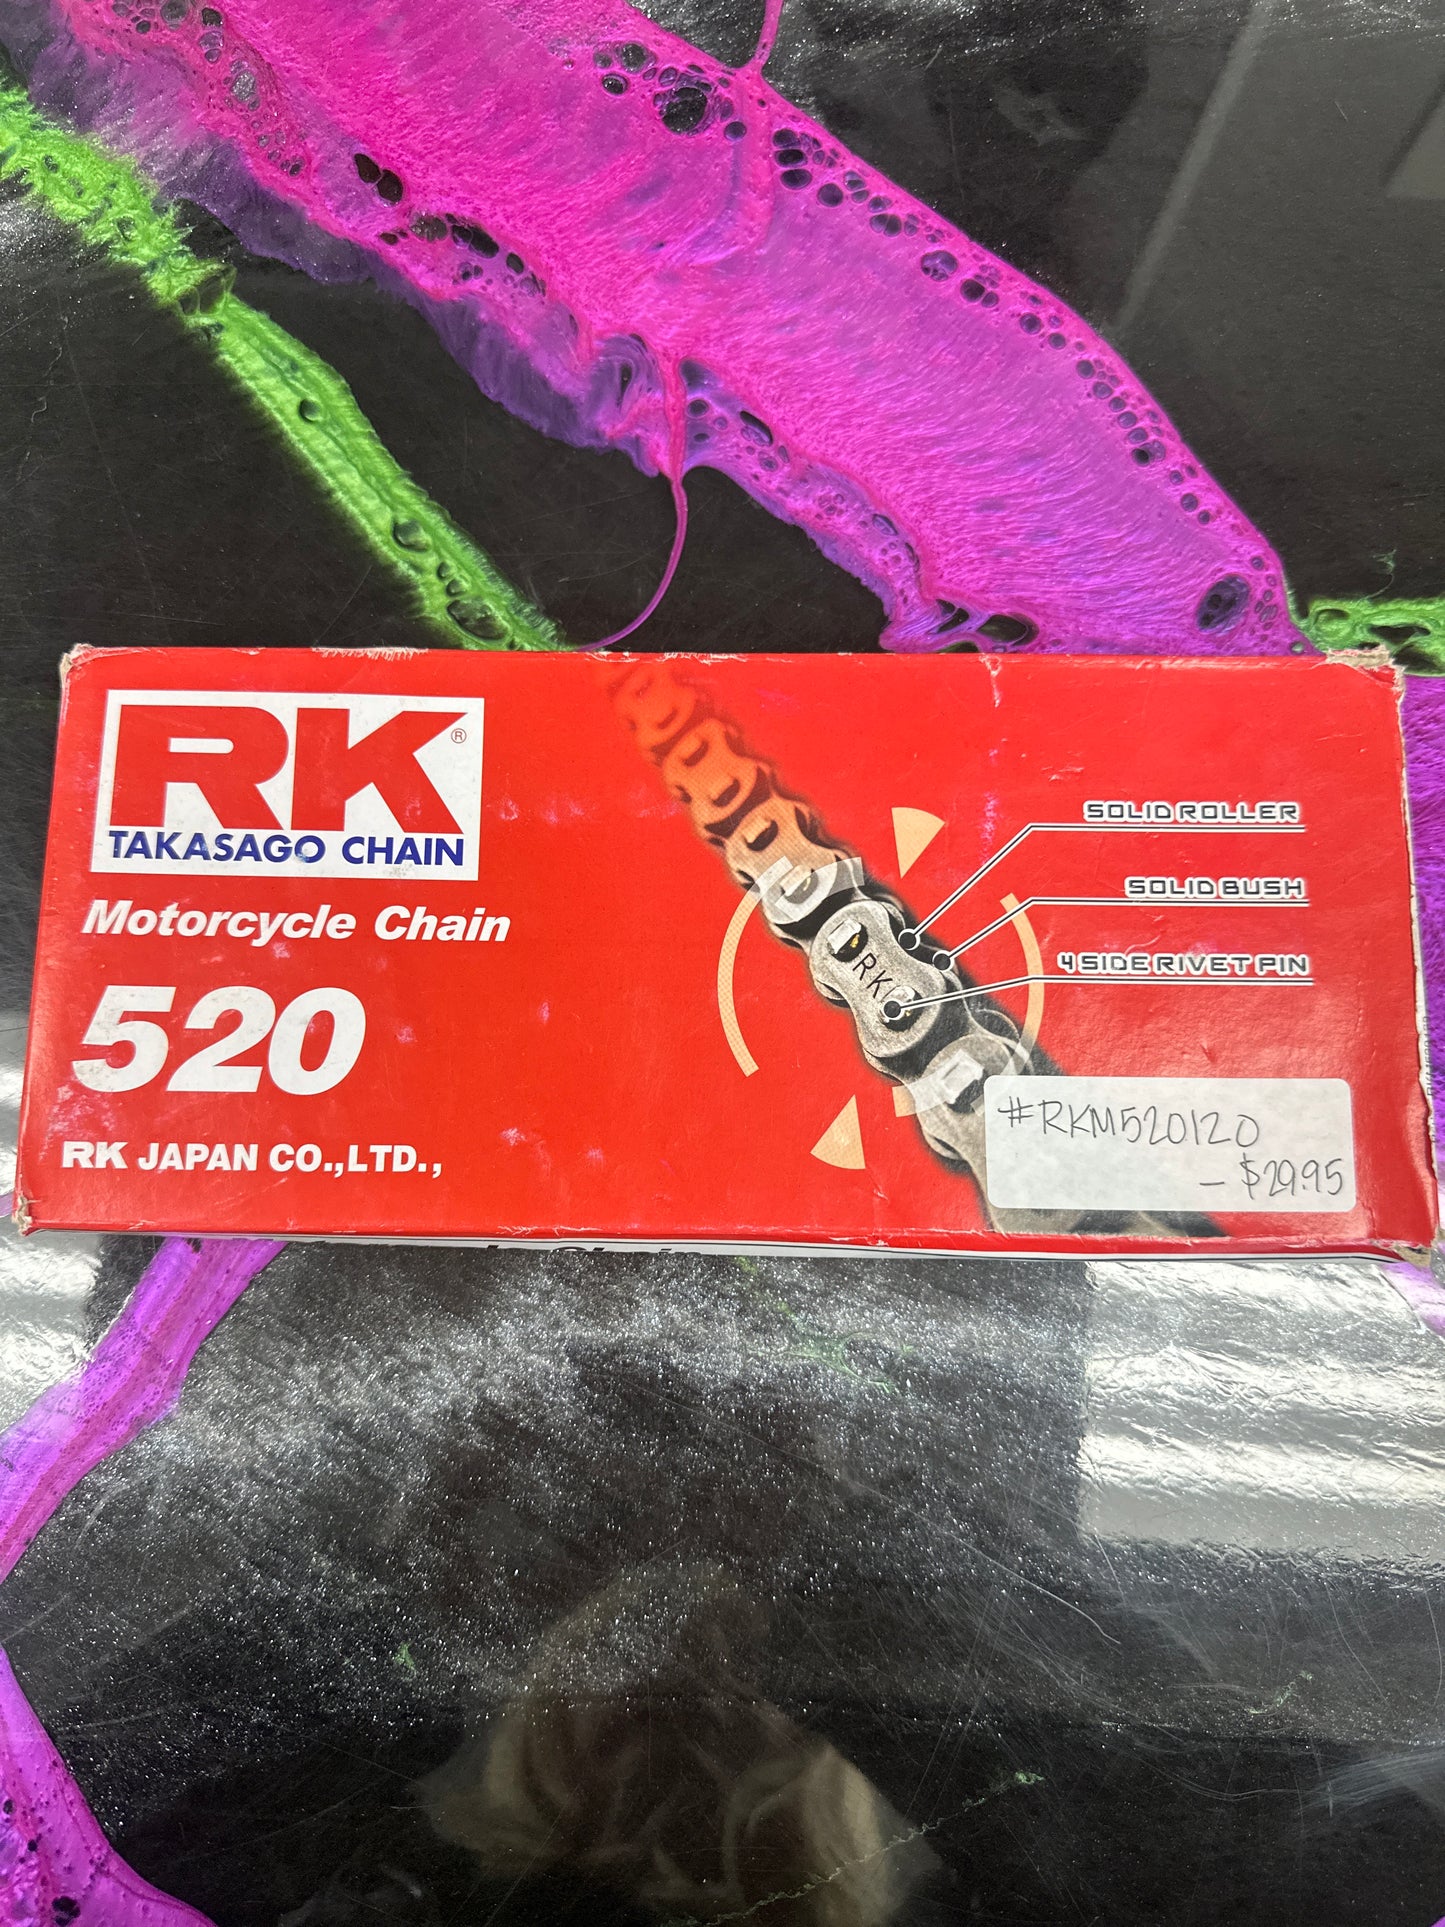 RK®
TAKASAGO CHAIN
Motorcycle Chain
520
RK JAPAN CO.,LTD.,
SOLID ROLLER
SOLID BUSH
4 SIDE RIVET PIN
RK
#RKM520120
- $29.95